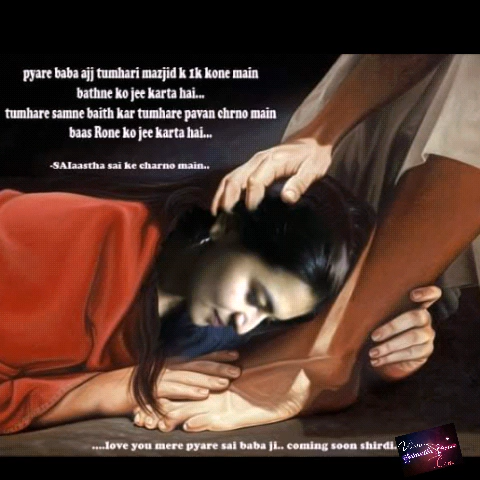 pyare baba ajj tumhari mazjid k 1k kone main
bathne ko jee karta hai...
tumhare samne baith kar tumhare pavan chrno main
baas Rone ko jee karta hai...
-SAIaastha sai ke charno main..
....love you mere pyare sai baba ji.. coming soon shirdi.